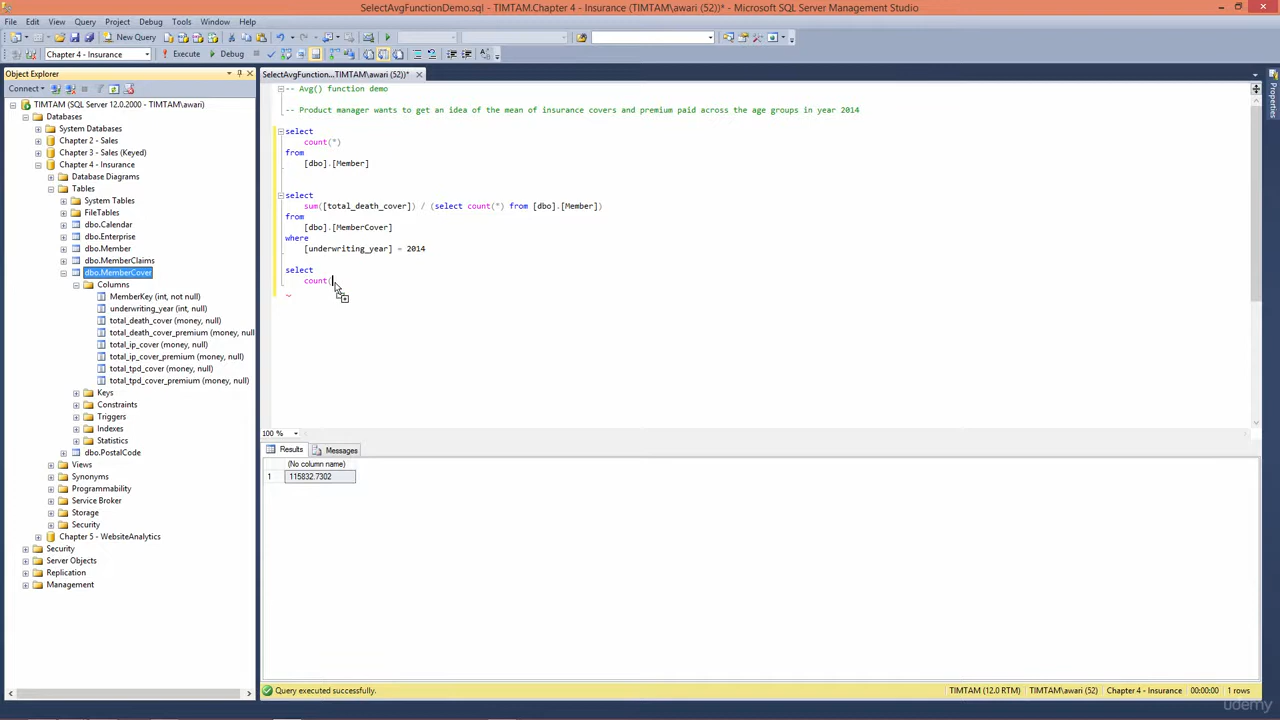 SelectAvgFunctionDemo.sql - TIMTAM.Chapter 4 - Insurance (TIMTAM\awari (52))* - Microsoft SQL Server Management Studio
File Edit View Query Project Debug Tools Window Help
New Query
Chapter 4 - Insurance Execute Debug
Object Explorer
SelectAvgFunction...TIMTAM\awari (52))*
Properties
Connect
TIMTAM (SQL Server 12.0.2000 - TIMTAM\awari)
Databases
System Databases
Chapter 2 - Sales
Chapter 3 - Sales (Keyed)
Chapter 4 - Insurance
Database Diagrams
Tables
System Tables
FileTables
dbo.Calendar
dbo.Enterprise
dbo.Member
dbo.MemberClaims
dbo.MemberCover
Columns
MemberKey (int, not null)
underwriting_year (int, null)
total_death_cover (money, null)
total_death_cover_premium (money, null
total_ip_cover (money, null)
total_ip_cover_premium (money, null)
total_tpd_cover (money, null)
total_tpd_cover_premium (money, null)
Keys
Constraints
Triggers
Indexes
Statistics
dbo.PostalCode
Views
Synonyms
Programmability
Service Broker
Storage
Security
Chapter 5 - WebsiteAnalytics
Security
Server Objects
Replication
Management
-- Avg() function demo
-- Product manager wants to get an idea of the mean of insurance covers and premium paid across the age groups in year 2014
select
count(*)
from
[dbo].[Member]
select
sum([total_death_cover]) / (select count(*) from [dbo].[Member])
from
[dbo].[MemberCover]
where
[underwriting_year] = 2014
select
count(
100 %
Results Messages
(No column name)
1 115832.7302
Query executed successfully.
TIMTAM (12.0 RTM) TIMTAM\awari (52) Chapter 4 - Insurance 00:00:00 1 rows
udemy